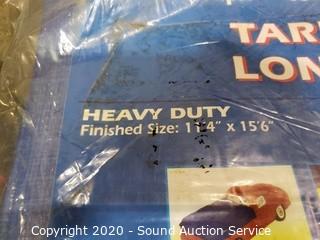 TAR
LON
HEAVY DUTY
Finished Size: 11'4" x 15'6"
Copyright 2020 - Sound Auction Service